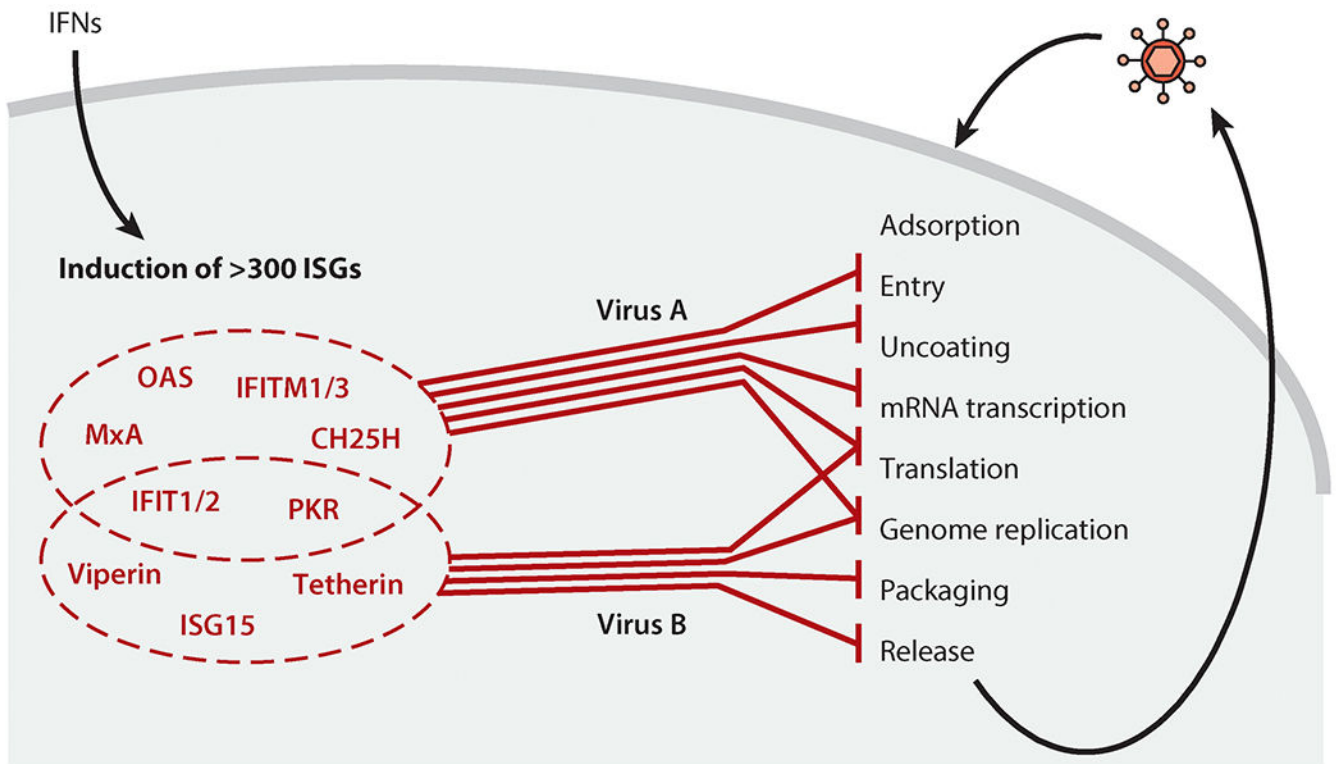 IFNs
Induction of >300 ISGs
OAS
IFITM1/3
MxA
CH25H
IFIT1/2
PKR
Viperin
Tetherin
ISG15
Virus A
Virus B
Adsorption
Entry
Uncoating
mRNA transcription
Translation
Genome replication
Packaging
Release